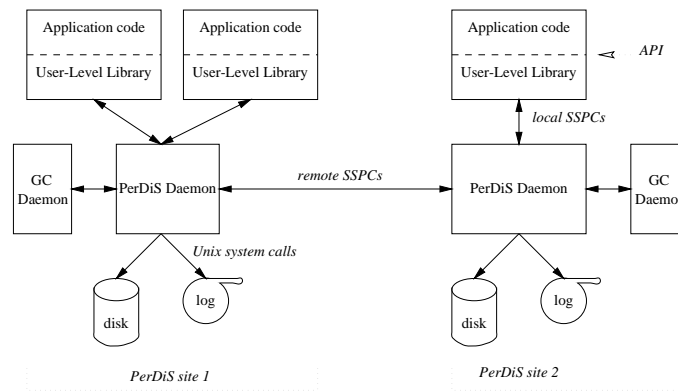 Application code
User-Level Library
Application code
User-Level Library
Application code
User-Level Library
API
local SSPCs
GC
Daemon
PerDiS Daemon
remote SSPCs
PerDiS Daemon
GC
Daemon
Unix system calls
disk
log
disk
log
PerDiS site 1
PerDiS site 2